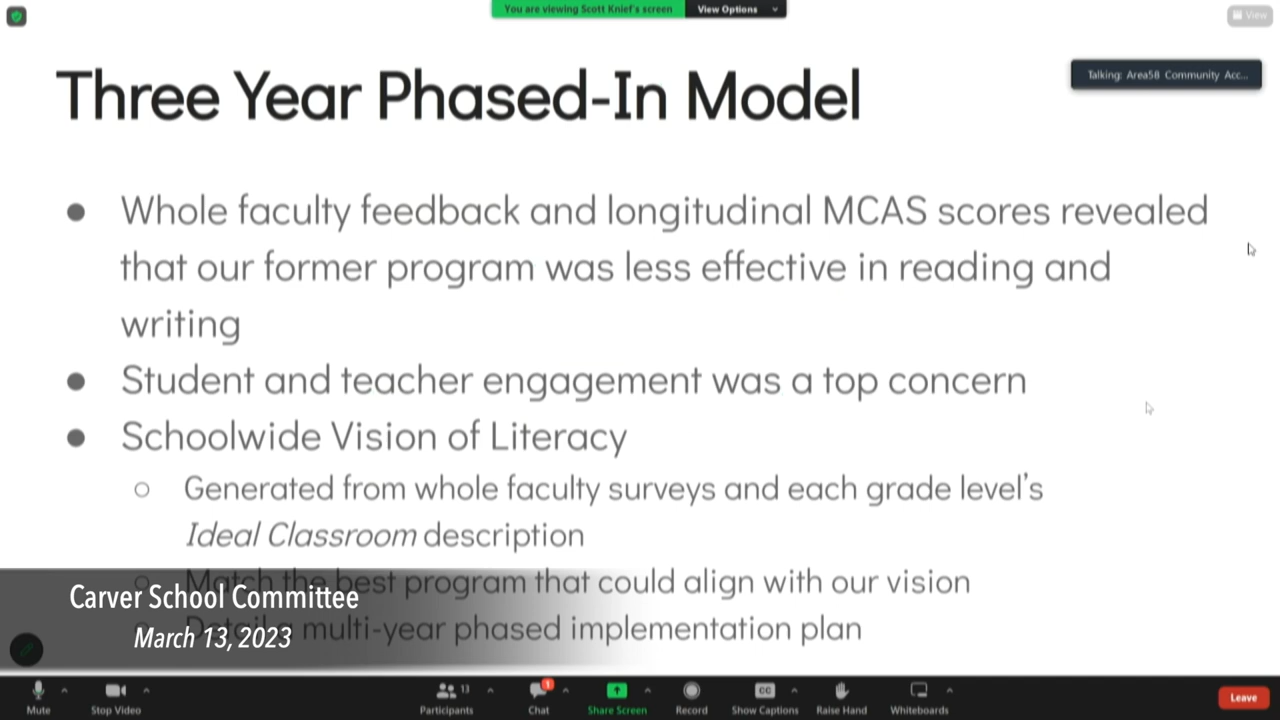 You are viewing Scott Knief's screen
View Options
View
Talking: Area58 Community Acc...
Three Year Phased-In Model
Whole faculty feedback and longitudinal MCAS scores revealed
that our former program was less effective in reading and
writing
Student and teacher engagement was a top concern
Schoolwide Vision of Literacy
Generated from whole faculty surveys and each grade level's
Ideal Classroom description
Match the best program that could align with our vision
multi-year phased implementation plan
Carver School Committee
March 13, 2023
Mute
Stop Video
13
Participants
1
Chat
Share Screen
Record
CC
Show Captions
Raise Hand
Whiteboards
Leave